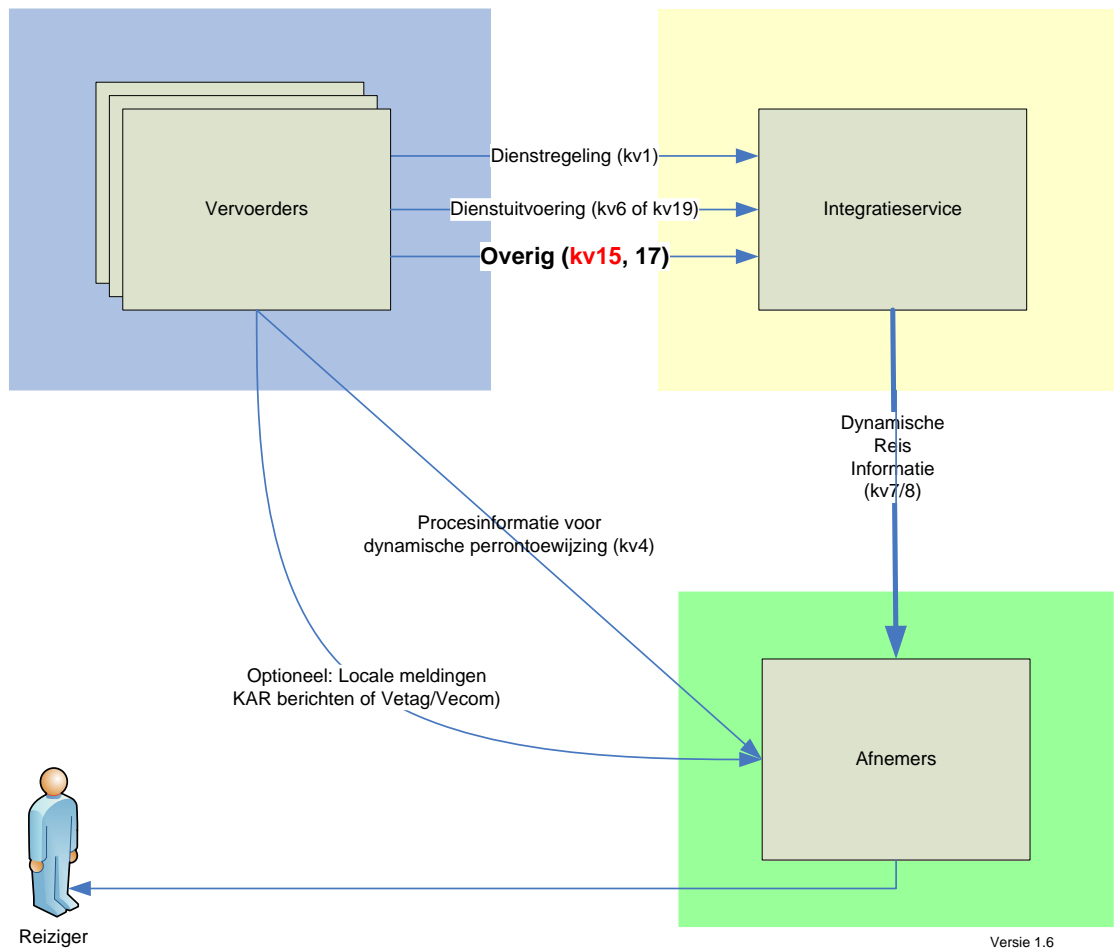 Dienstregeling (kv1)
Vervoerders
Dienstuitvoering (kv6 of kv19)
Integratieservice
Overig (kv15, 17)
Dynamische
Reis
Informatie
(kv7/8)
Procesinformatie voor
dynamische perrontoewijzing (kv4)
Optioneel: Locale meldingen
KAR berichten of Vetag/Vecom)
Afnemers
Reiziger
Versie 1.6